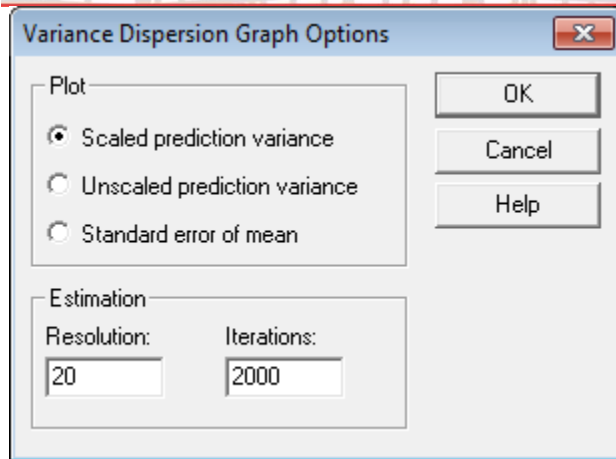 Variance Dispersion Graph Options
Plot
Scaled prediction variance
Unscaled prediction variance
Standard error of mean
OK
Cancel
Help
Estimation
Resolution: Iterations:
20 2000